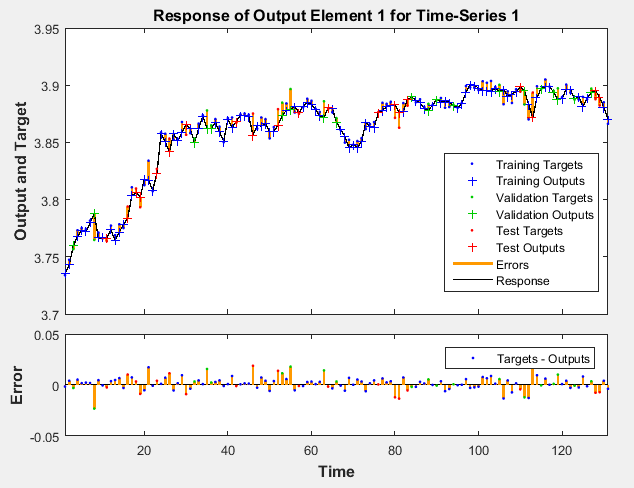 Response of Output Element 1 for Time-Series 1
3.95
3.9
3.85
3.8
3.75
3.7
Output and Target
Training Targets
Training Outputs
Validation Targets
Validation Outputs
Test Targets
Test Outputs
Errors
Response
0.05
0
-0.05
Error
Targets - Outputs
20
40
60
80
100
120
Time